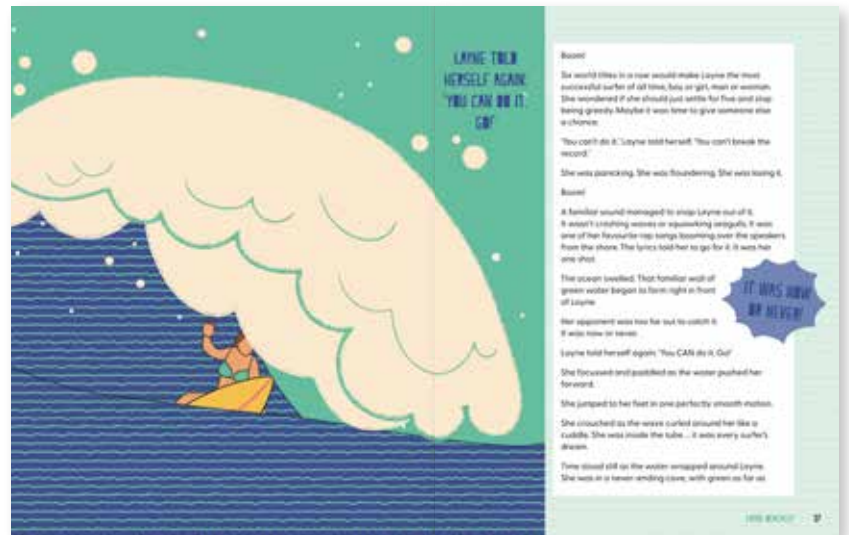 LAYNE TOLD
HERSELF AGAIN:
'YOU CAN DO IT.
GO!'
Boom!
Six world titles in a row would make Layne the most
successful surfer of all time, boy or girl, man or woman.
She wondered if she should just settle for five and stop
being greedy. Maybe it was time to give someone else
a chance.
'You can't do it,' Layne told herself. 'You can't break the
record.'
She was panicking. She was floundering. She was losing it.
Boom!
A familiar sound managed to snap Layne out of it.
It wasn't crashing waves or squawking seagulls. It was
one of her favourite rap songs booming over the speakers
from the shore. The lyrics told her to go for it. It was her
one shot.
The ocean swelled. That familiar wall of
green water began to form right in front
of Layne.
Her opponent was too far out to catch it.
It was now or never.
IT WAS NOW
OR NEVER!
Layne told herself again: 'You CAN do it. Go!'
She focussed and paddled as the water pushed her
forward.
She jumped to her feet in one perfectly smooth motion.
She crouched as the wave curled around her like a
cuddle. She was inside the tube ... it was every surfer's
dream.
Time stood still as the water wrapped around Layne.
She was in a never-ending cave, with green as far as
LAYNE BEACHLEY 37